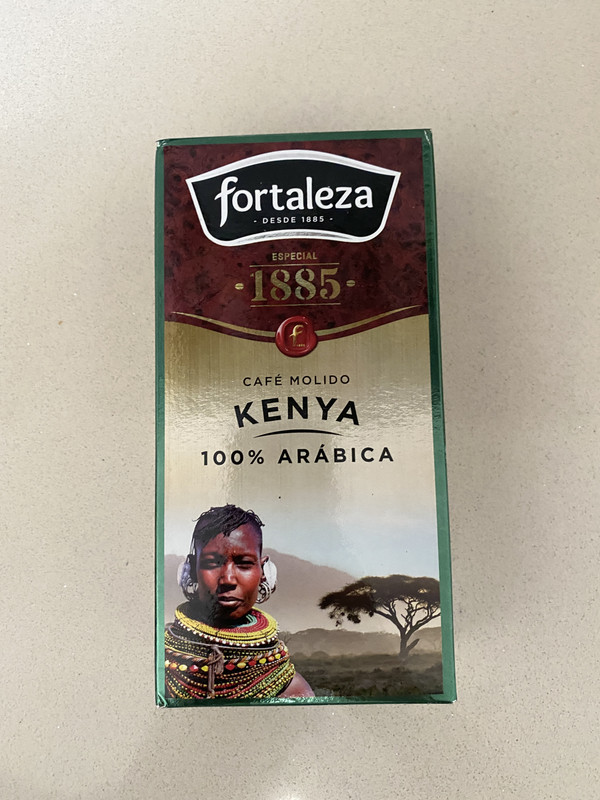 fortaleza
- DESDE 1885 -
ESPECIAL
1885
f
CAFÉ MOLIDO
KENYA
100% ARÁBICA